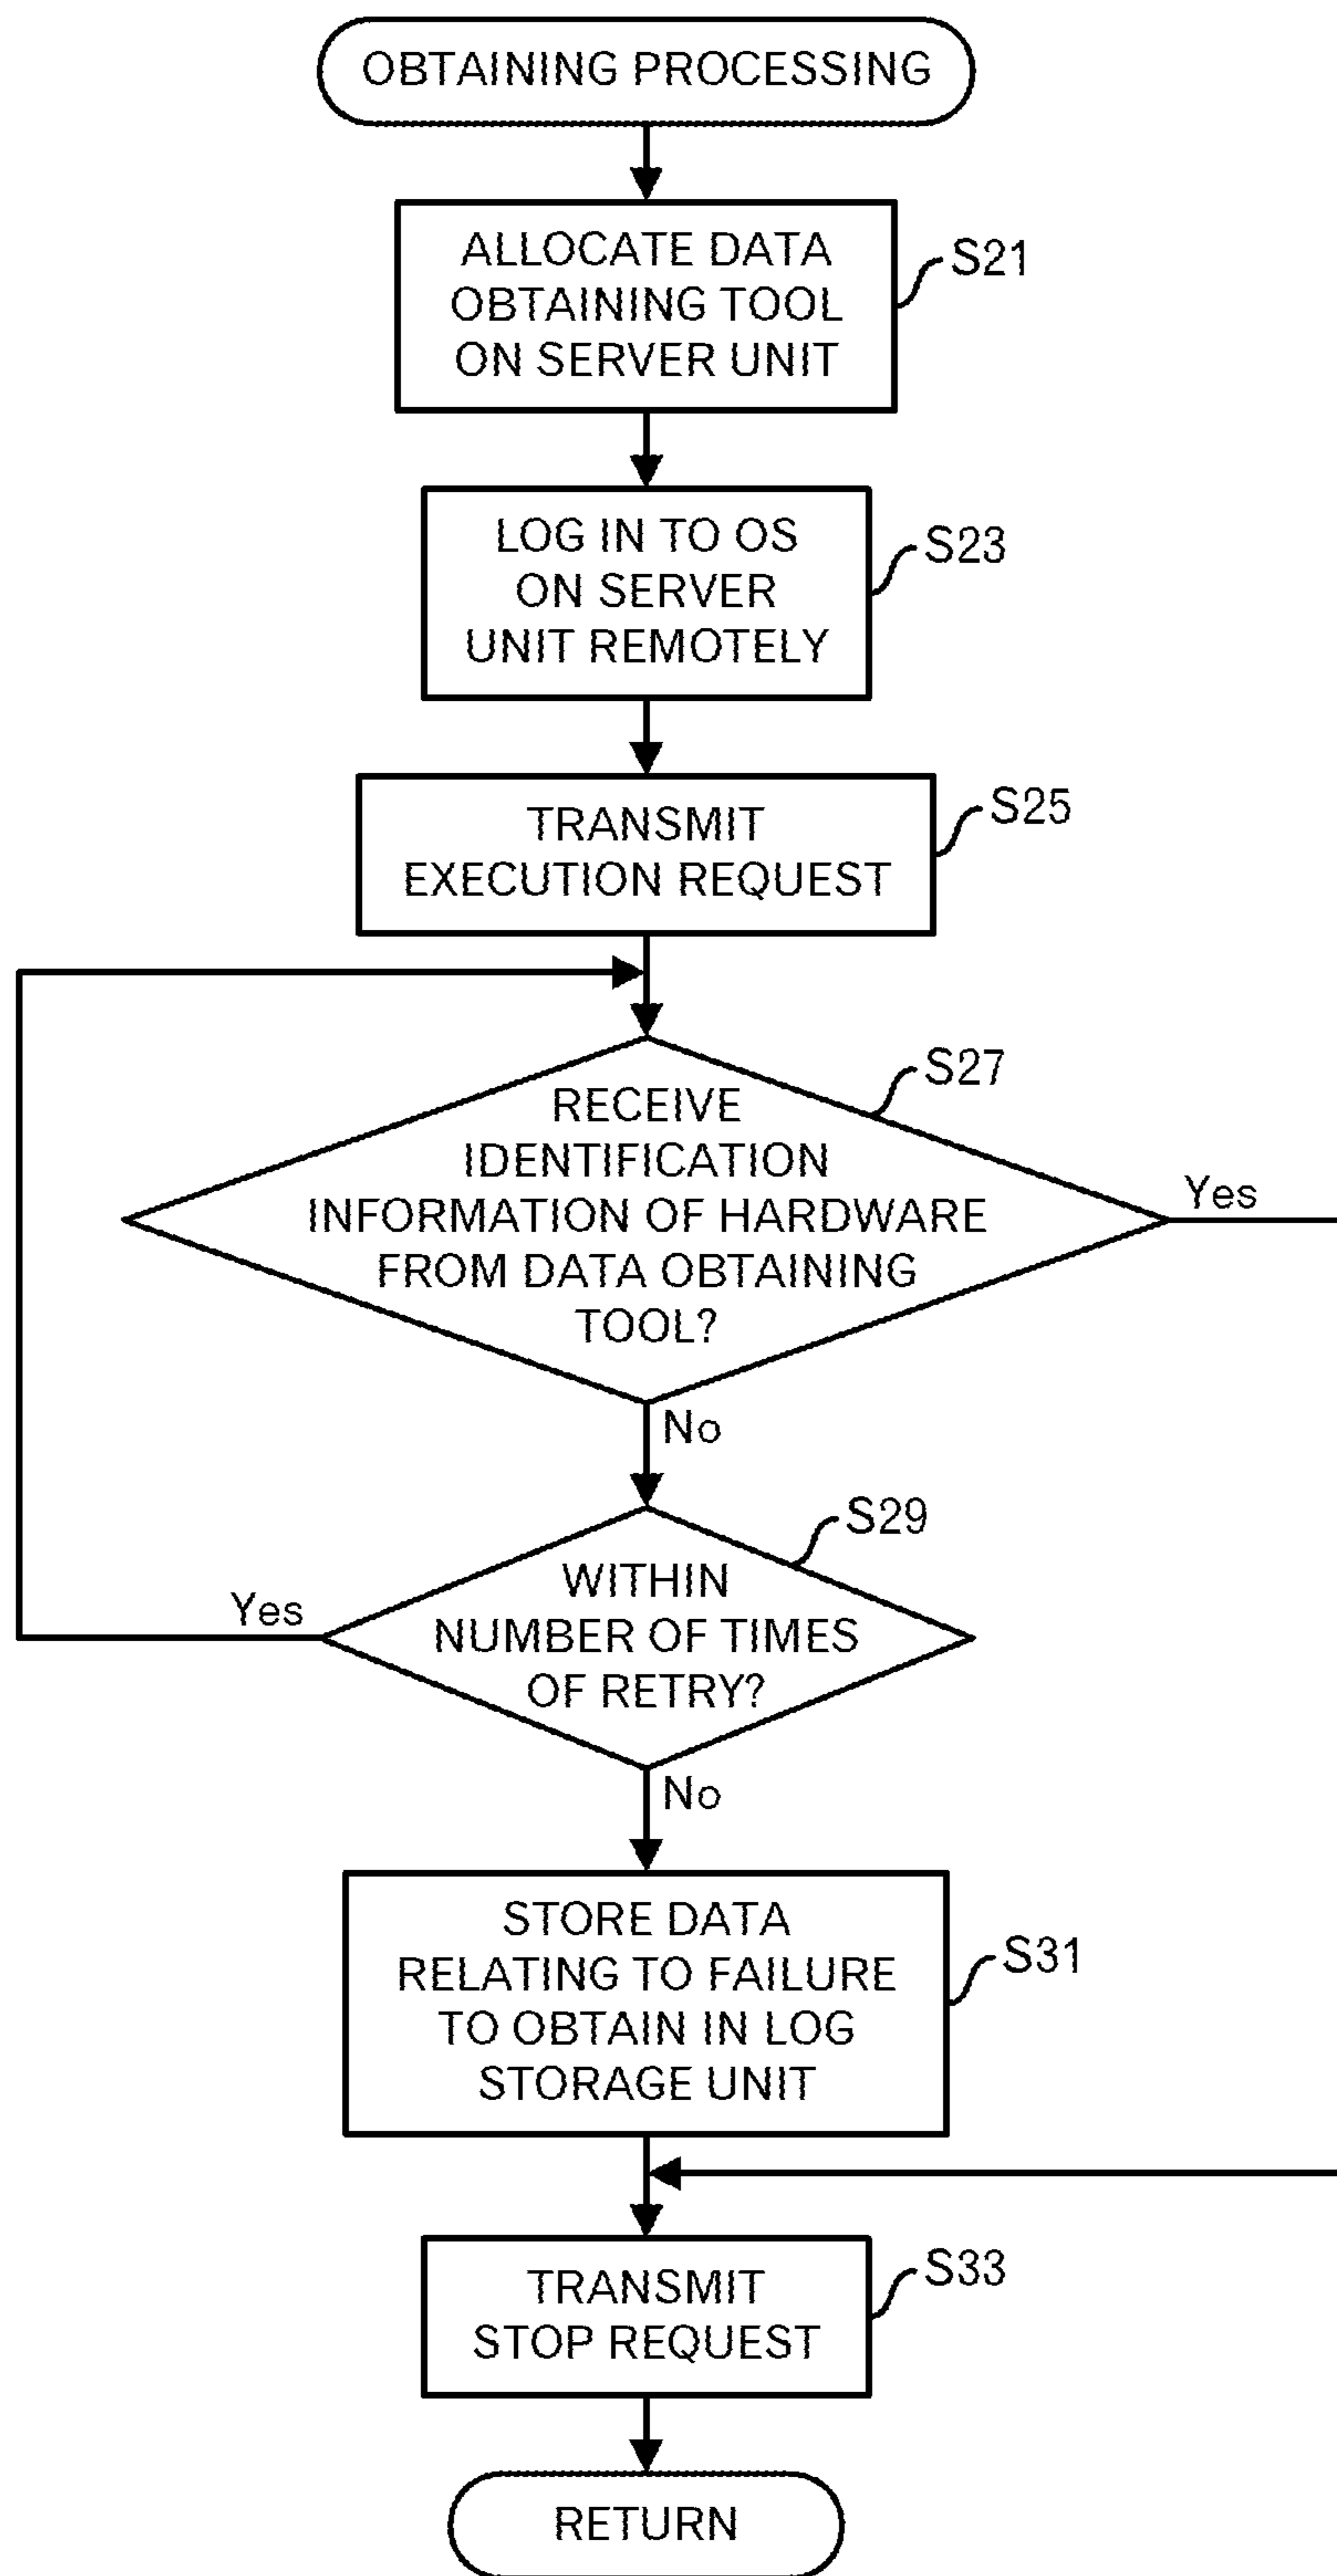 OBTAINING PROCESSING
ALLOCATE DATA
OBTAINING TOOL
ON SERVER UNIT
S21
LOG IN TO OS
ON SERVER
UNIT REMOTELY
S23
TRANSMIT
EXECUTION REQUEST
S25
RECEIVE
IDENTIFICATION
INFORMATION OF HARDWARE
FROM DATA OBTAINING
TOOL?
S27
Yes
No
WITHIN
NUMBER OF TIMES
OF RETRY?
S29
Yes
No
STORE DATA
RELATING TO FAILURE
TO OBTAIN IN LOG
STORAGE UNIT
S31
TRANSMIT
STOP REQUEST
S33
RETURN